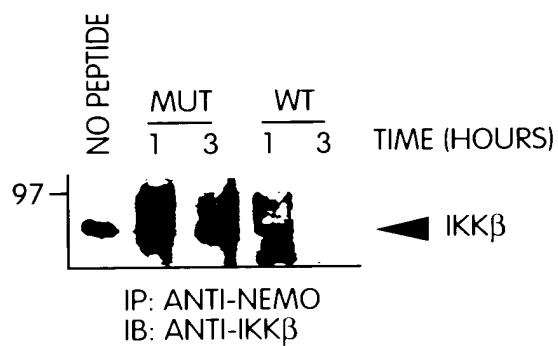 NO PEPTIDE
MUT WT
1 3 1 3 TIME (HOURS)
97
IKKβ
IP: ANTI-NEMO
IB: ANTI-IKKβ